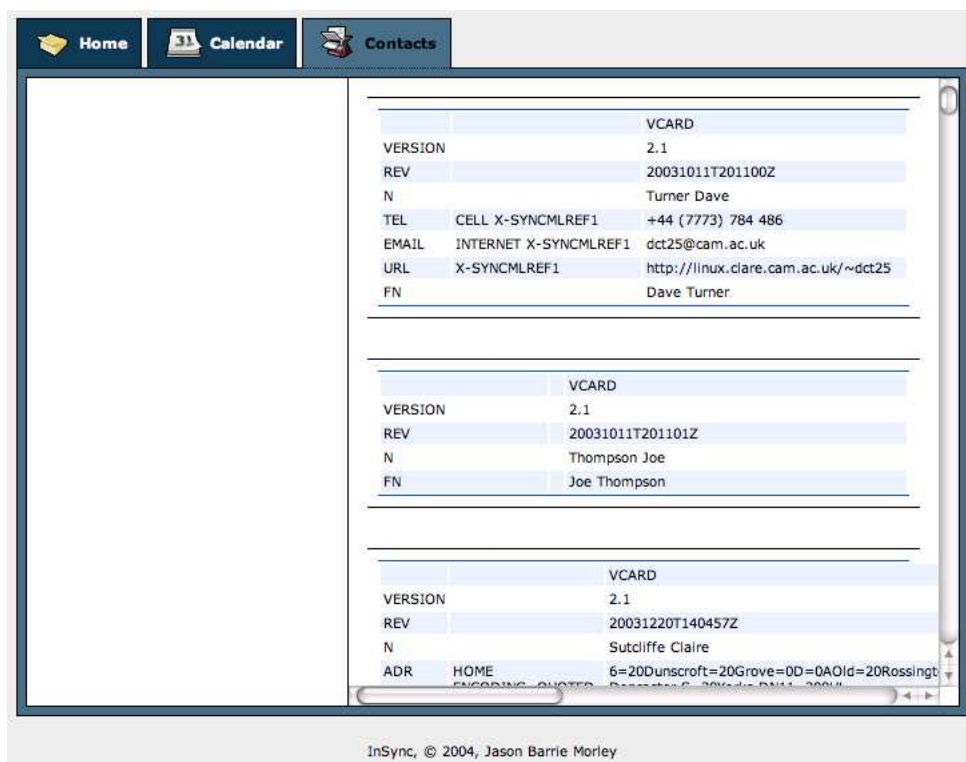 Home 31 Calendar Contacts
VCARD
VERSION 2.1
REV 20031011T201100Z
N Turner Dave
TEL CELL X-SYNCMLREF1 +44 (7773) 784 486
EMAIL INTERNET X-SYNCMLREF1 dct25@cam.ac.uk
URL X-SYNCMLREF1 http://linux.clare.cam.ac.uk/~dct25
FN Dave Turner
VCARD
VERSION 2.1
REV 20031011T201101Z
N Thompson Joe
FN Joe Thompson
VCARD
VERSION 2.1
REV 20031220T140457Z
N Sutcliffe Claire
ADR HOME 6=20Dunscroft=20Grove=0D=0AOld=20Rossingt
InSync, © 2004, Jason Barrie Morley